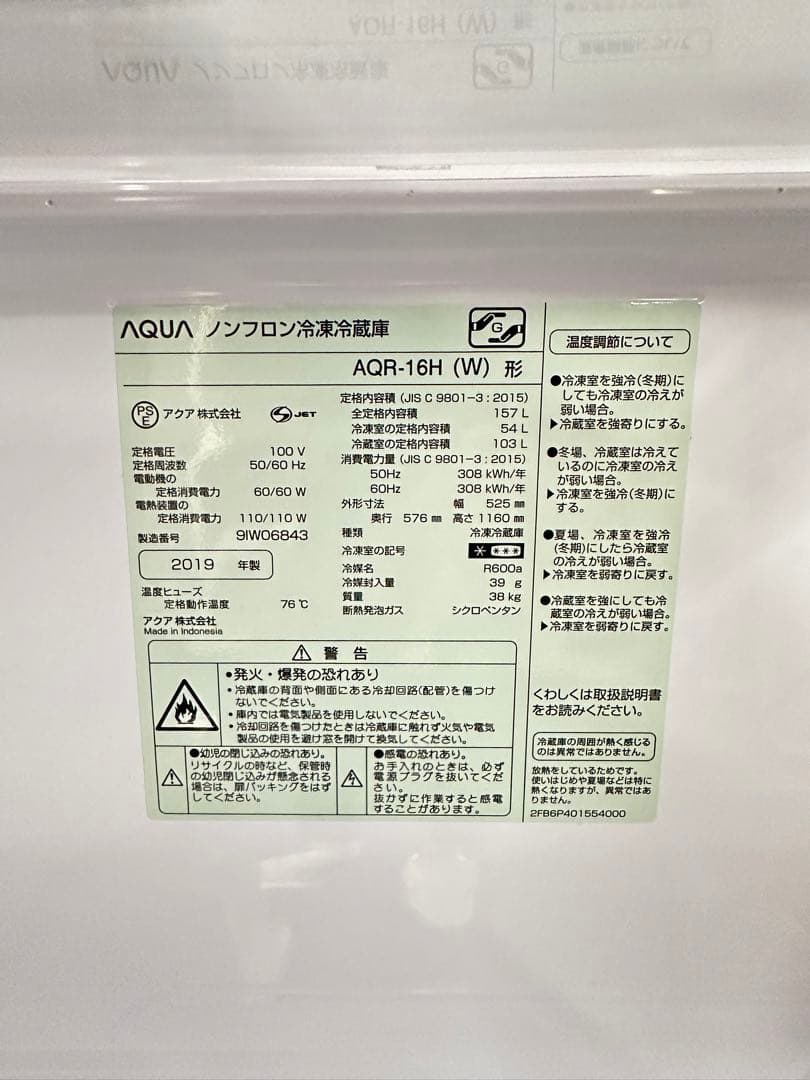 AQUA ノンフロン冷凍冷蔵庫
G
AQR-16H (W) 形
PS
E
アクア 株式会社
S JET
定格電圧 100 V
定格周波数 50/60 Hz
電動機の
定格消費電力 60/60 W
電熱装置の
定格消費電力 110/110 W
製造番号 9IW06843
2019 年製
温度ヒューズ
定格動作温度 76 ℃
アクア 株式会社
Made in Indonesia
定格内容積 (JIS C 9801-3 : 2015)
全定格内容積 157 L
冷凍室の定格内容積 54 L
冷蔵室の定格内容積 103 L
消費電力量 (JIS C 9801-3 : 2015)
50Hz 308 kWh/年
60Hz 308 kWh/年
外形寸法 幅 525 ㎜
奥行 576 ㎜ 高さ 1160 ㎜
種類 冷凍冷蔵庫
冷凍室の記号
冷媒名 R600a
冷媒封入量 39 g
質量 38 kg
断熱発泡ガス シクロペンタン
⚠ 警 告
●発火・爆発の恐れあり
・冷蔵庫の背面や側面にある冷却回路(配管)を傷つけ
ないでください。
・庫内では電気製品を使用しないでください。
・冷却回路を傷つけたときは冷蔵庫に触れず火気や電気
製品の使用を避け窓を開けて換気してください。
●幼児の閉じ込みの恐れあり。
リサイクルの時など、保管時
の幼児閉じ込みが懸念される
場合は、扉パッキングをはず
してください。
●感電の恐れあり。
お手入れのときは、必ず
電源プラグを抜いてくだ
さい。
抜かずに作業すると感電
することがあります。
温度調節について
●冷凍室を強冷(冬期)に
しても冷凍室の冷えが
弱い場合。
▶冷蔵室を強寄りにする。
●冬場、冷蔵室は冷えて
いるのに冷凍室の冷え
が弱い場合。
▶冷凍室を強冷(冬期)に
する。
●夏場、冷凍室を強冷
(冬期)にしたら冷蔵室
の冷えが弱い場合。
▶冷凍室を弱寄りに戻す。
●冷蔵室を強にしても冷
蔵室の冷えが弱い場合。
▶冷凍室を弱寄りに戻す。
くわしくは取扱説明書
をお読みください。
冷蔵庫の周囲が熱く感じる
のは異常ではありません。
放熱をしているためです。
使いはじめや夏場などは特に
熱くなりますが、異常ではあ
りません。
2FB6P401554000